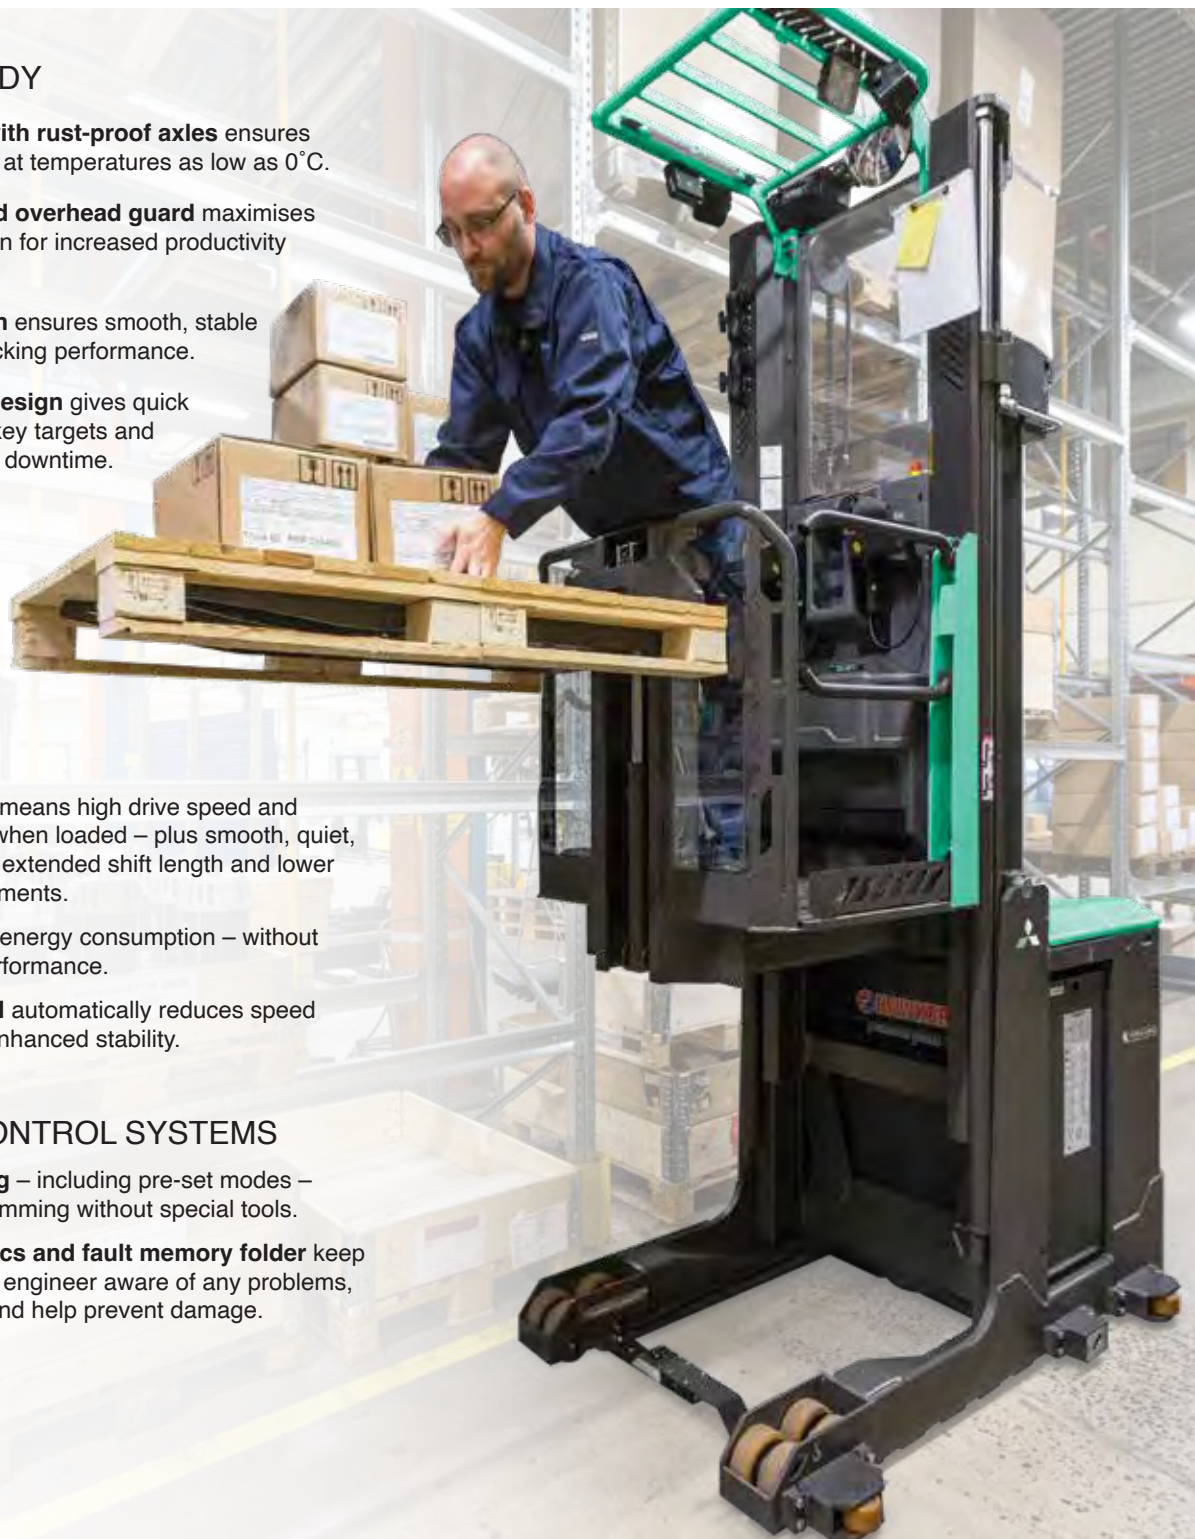 DY
ith rust-proof axles ensures
at temperatures as low as 0˚C.
d overhead guard maximises
n for increased productivity
n ensures smooth, stable
cking performance.
esign gives quick
key targets and
downtime.
means high drive speed and
when loaded – plus smooth, quiet,
extended shift length and lower
ments.
energy consumption – without
rformance.
l automatically reduces speed
nhanced stability.
ONTROL SYSTEMS
g – including pre-set modes –
mming without special tools.
cs and fault memory folder keep
engineer aware of any problems,
nd help prevent damage.